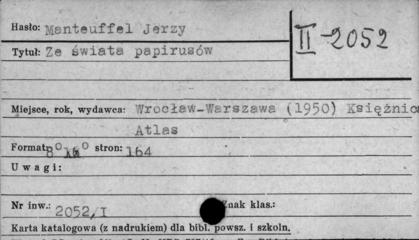 Hasło: Manteuffel Jerzy
II-2052
Tytuł: Ze świata papirusów
Miejsce, rok, wydawca: Wrocław-Warszawa (1950) Książnic
Atlas
Format: 8° stron: 164
Uwagi:
Nr inw.: 2052/I Znak klas.:
Karta katalogowa (z nadrukiem) dla bibl. powsz. i szkoln.